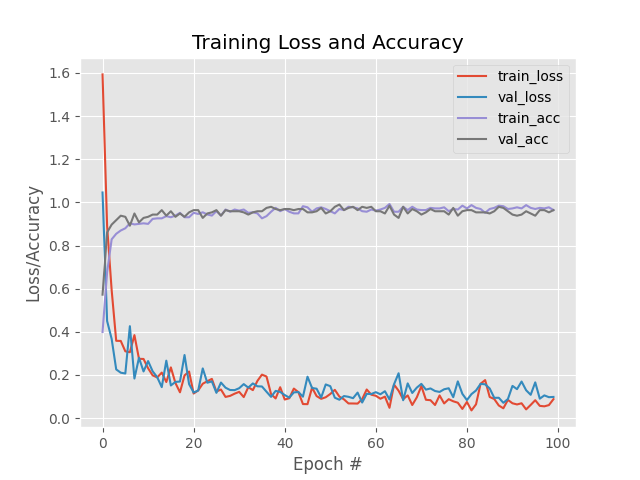 Training Loss and Accuracy
train_loss
val_loss
train_acc
val_acc
Loss/Accuracy
1.6
1.4
1.2
1.0
0.8
0.6
0.4
0.2
0.0
0 20 40 60 80 100
Epoch #